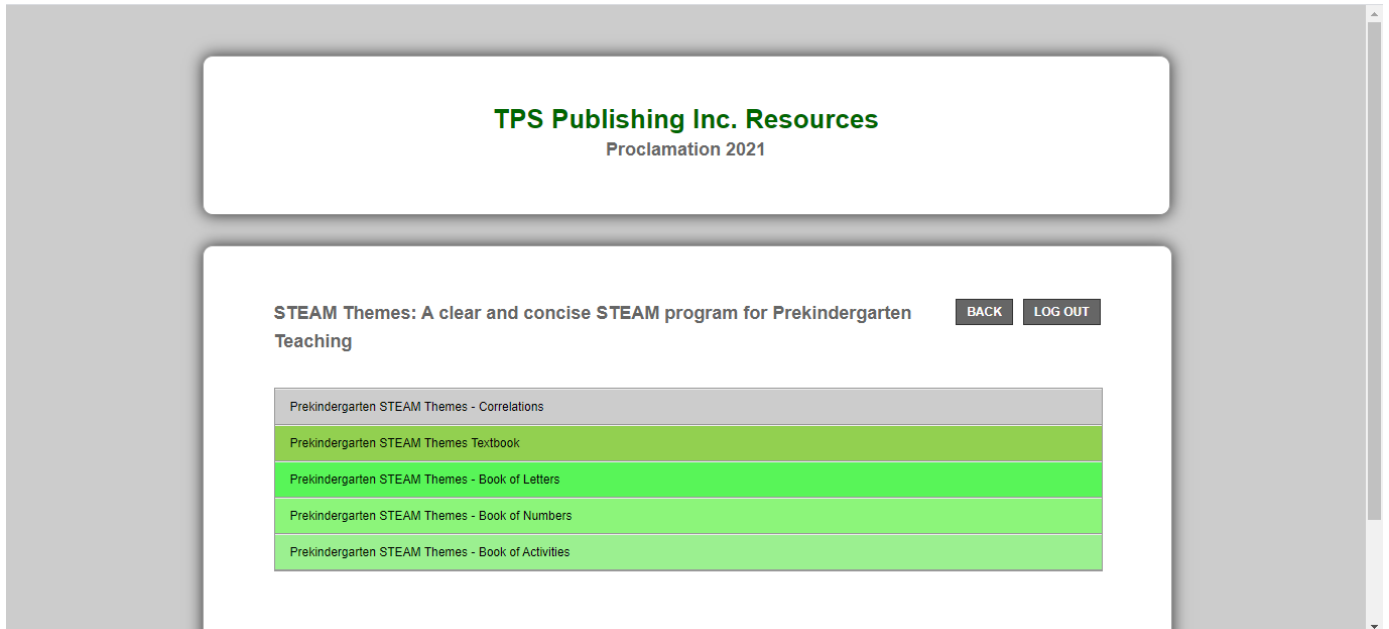 TPS Publishing Inc. Resources
Proclamation 2021
STEAM Themes: A clear and concise STEAM program for Prekindergarten
Teaching
BACK
LOG OUT
Prekindergarten STEAM Themes - Correlations
Prekindergarten STEAM Themes Textbook
Prekindergarten STEAM Themes - Book of Letters
Prekindergarten STEAM Themes - Book of Numbers
Prekindergarten STEAM Themes - Book of Activities